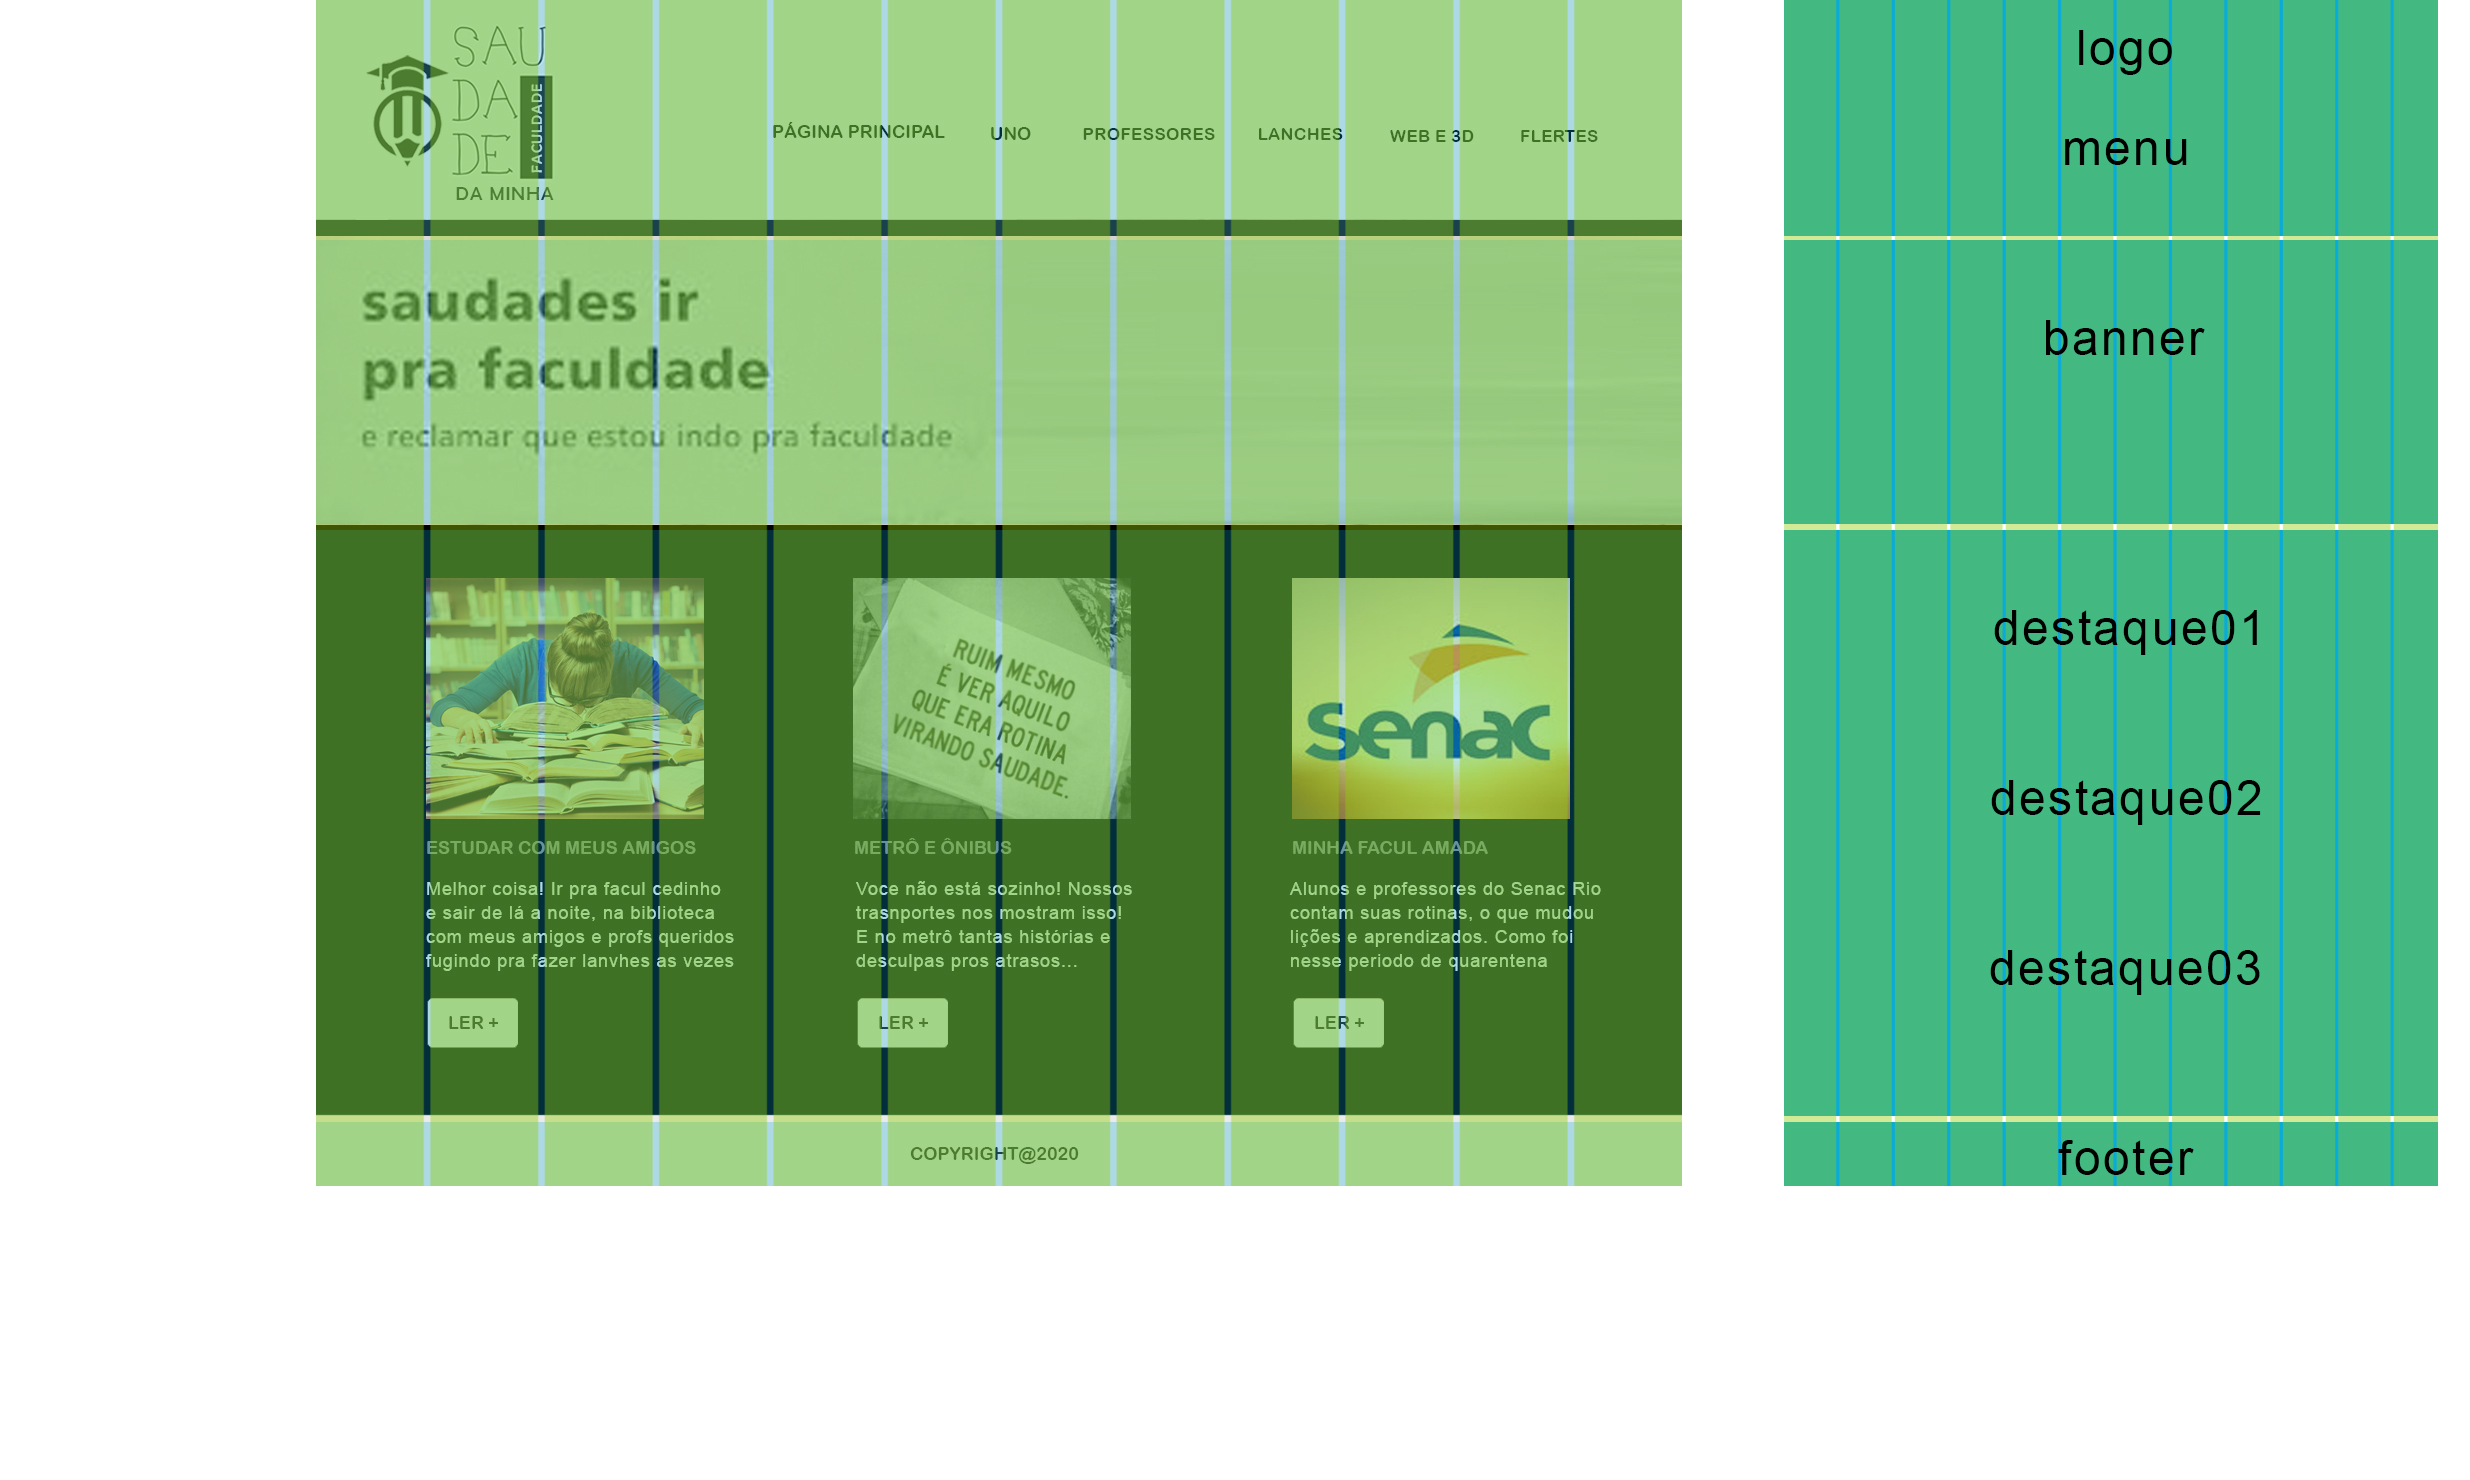 SAU
DA
DE
FACULDADE
DA MINHA
PÁGINA PRINCIPAL UNO PROFESSORES LANCHES WEB E 3D FLERTES
saudades ir
pra faculdade
e reclamar que estou indo pra faculdade
RUIM MESMO
É VER AQUILO
QUE ERA ROTINA
VIRANDO SAUDADE.
senac
ESTUDAR COM MEUS AMIGOS
Melhor coisa! Ir pra facul cedinho
e sair de lá a noite, na biblioteca
com meus amigos e profs queridos
fugindo pra fazer lanvhes as vezes
LER +
METRÔ E ÔNIBUS
Voce não está sozinho! Nossos
trasnportes nos mostram isso!
E no metrô tantas histórias e
desculpas pros atrasos...
LER +
MINHA FACUL AMADA
Alunos e professores do Senac Rio
contam suas rotinas, o que mudou
lições e aprendizados. Como foi
nesse periodo de quarentena
LER +
COPYRIGHT@2020
logo
menu
banner
destaque01
destaque02
destaque03
footer